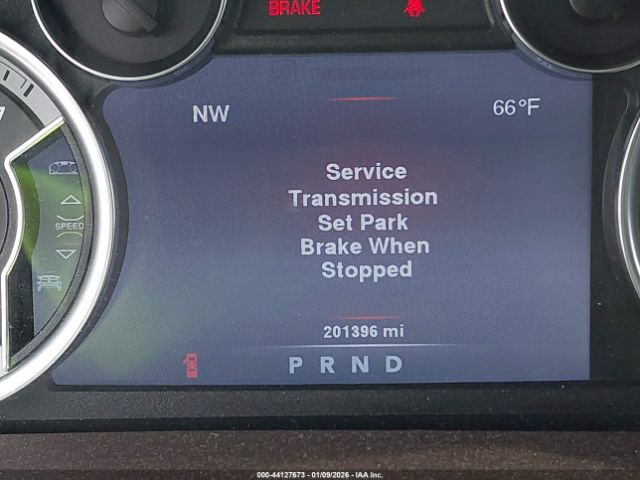 BRAKE
NW
66°F
Service
Transmission
Set Park
Brake When
Stopped
SPEED
201396 mi
P R N D
000-44127673 - 01/09/2026 - IAA Inc.